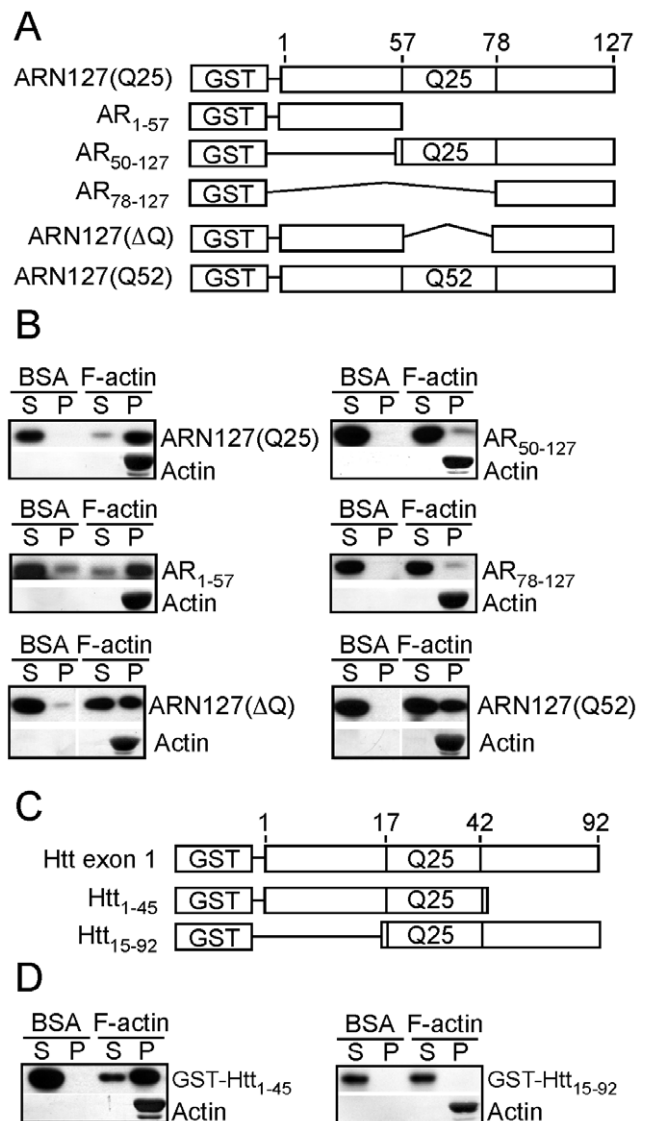 A
1 57 78 127
ARN127(Q25) GST Q25
AR1-57 GST
AR50-127 GST Q25
AR78-127 GST
ARN127(ΔQ) GST
ARN127(Q52) GST Q52
B
BSA F-actin
S P S P
ARN127(Q25)
Actin
BSA F-actin
S P S P
AR50-127
Actin
BSA F-actin
S P S P
AR1-57
Actin
BSA F-actin
S P S P
AR78-127
Actin
BSA F-actin
S P S P
ARN127(ΔQ)
Actin
BSA F-actin
S P S P
ARN127(Q52)
Actin
C
1 17 42 92
Htt exon 1 GST Q25
Htt1-45 GST Q25
Htt15-92 GST Q25
D
BSA F-actin
S P S P
GST-Htt1-45
Actin
BSA F-actin
S P S P
GST-Htt15-92
Actin